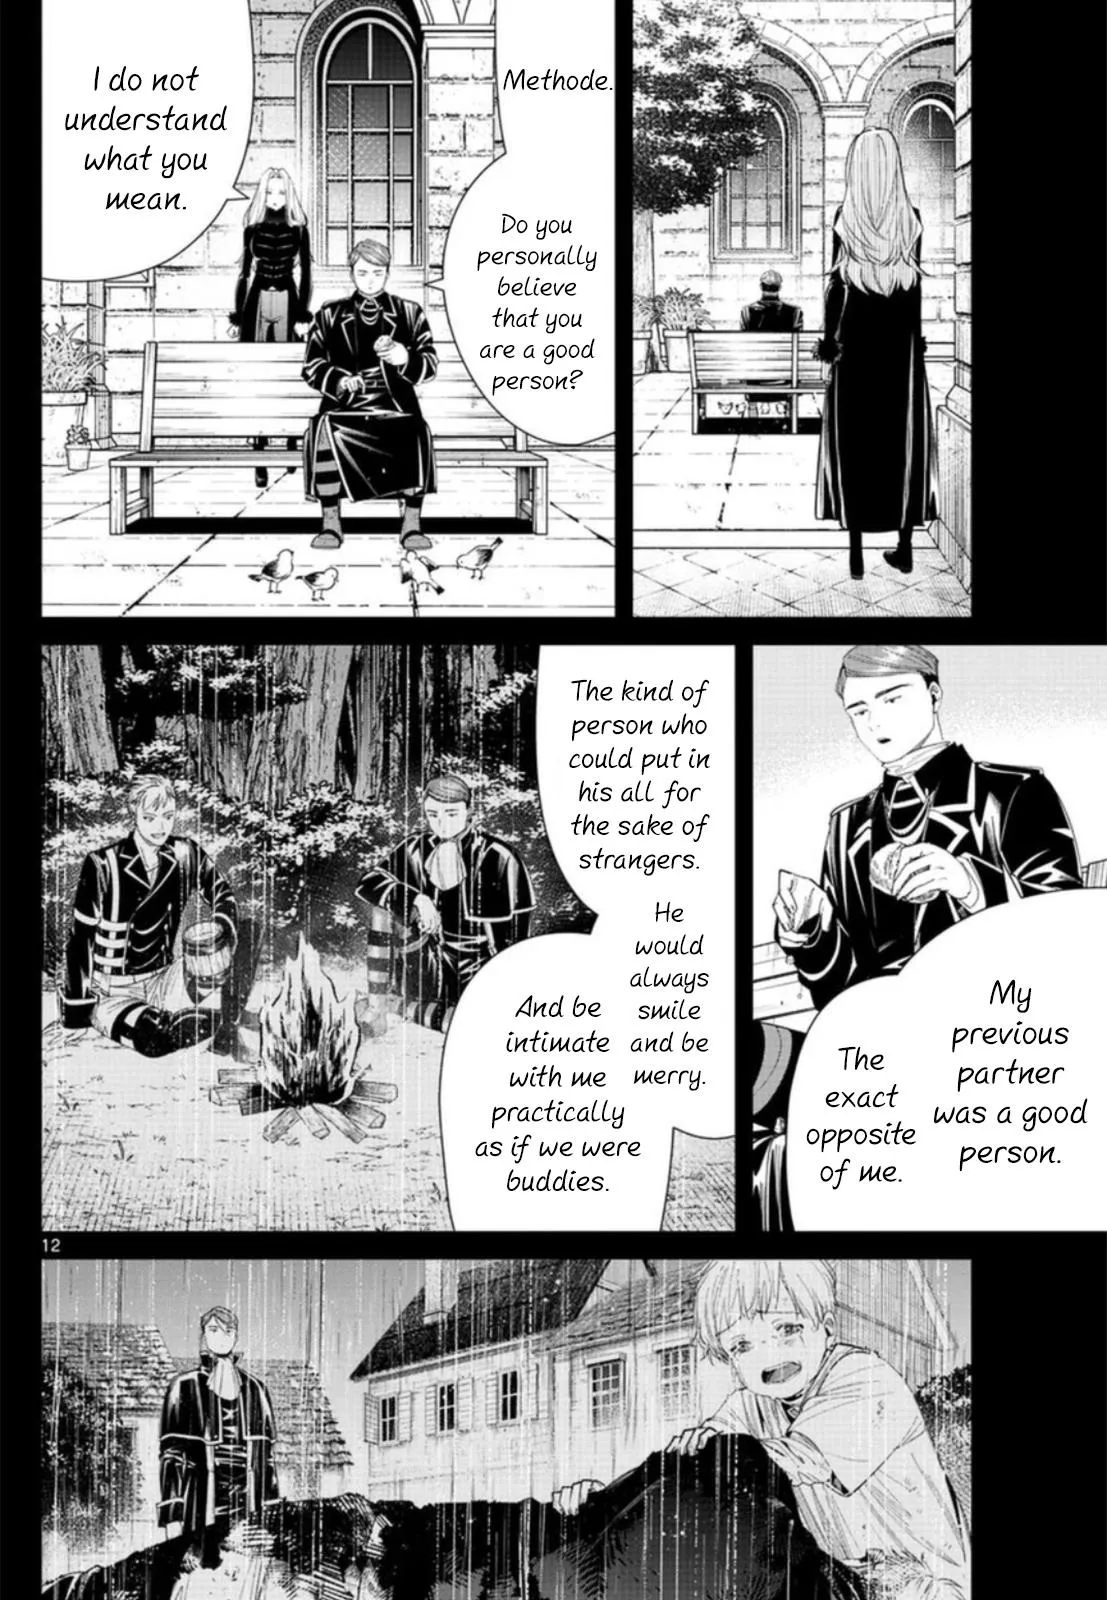 Methode.
Do you
personally
believe
that you
are a good
person?
I do not
understand
what you
mean.
My
previous
partner
was a good
person.
The
exact
opposite
of me.
The kind of
person who
could put in
his all for
the sake of
strangers.
He
would
always
smile
and be
merry.
And be
intimate
with me
practically
as if we were
buddies.
12